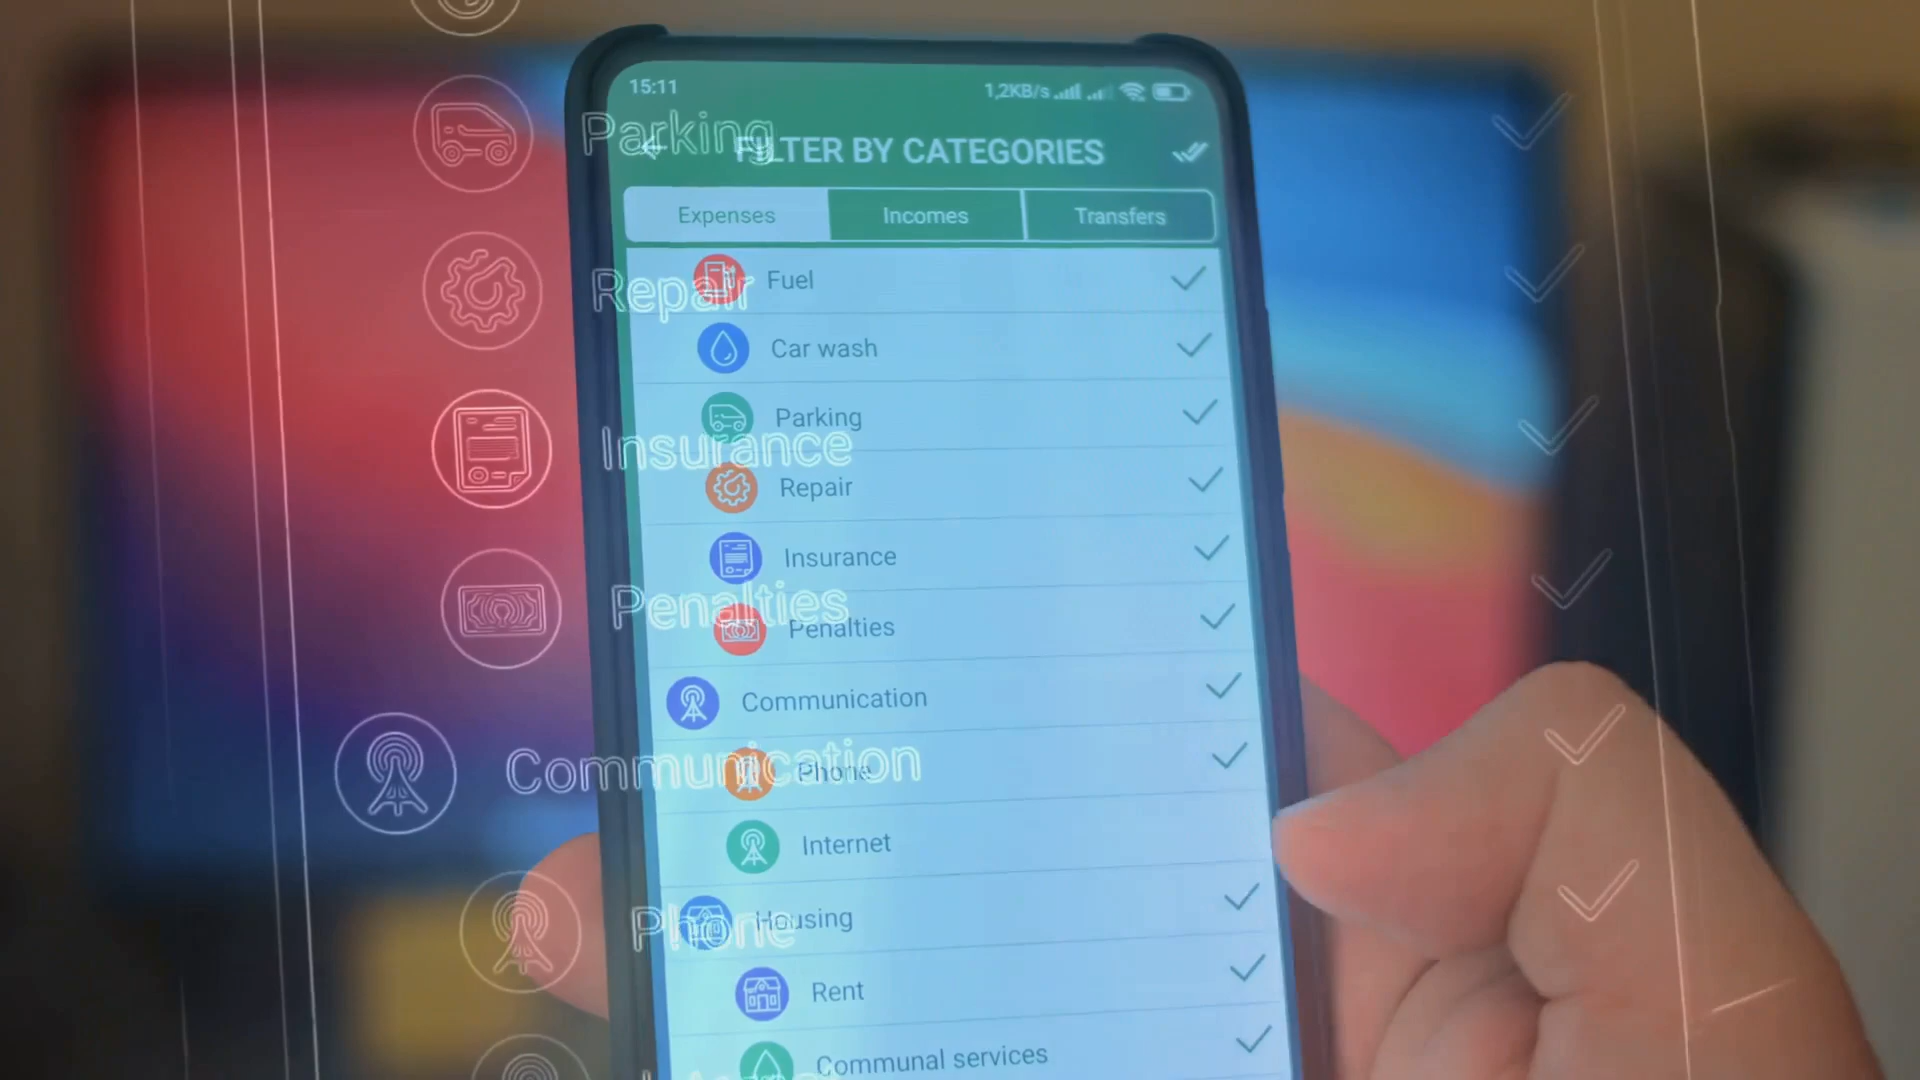 15:11 1,2KB/s
FILTER BY CATEGORIES
Expenses Incomes Transfers
Fuel
Car wash
Parking
Repair
Insurance
Penalties
Communication
Phone
Internet
Housing
Rent
Communal services
Parking
Repair
Insurance
Penalties
Communication
Phone